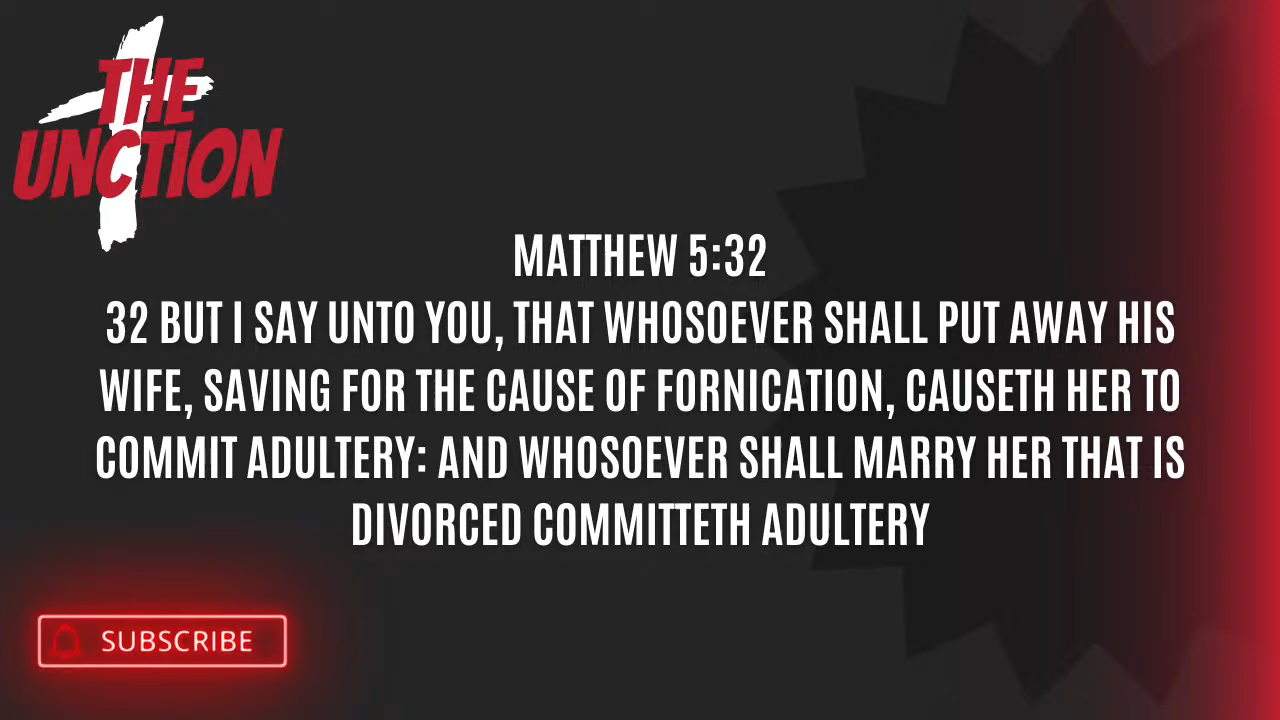 THE
UNCTION
MATTHEW 5:32
32 BUT I SAY UNTO YOU, THAT WHOSOEVER SHALL PUT AWAY HIS
WIFE, SAVING FOR THE CAUSE OF FORNICATION, CAUSETH HER TO
COMMIT ADULTERY: AND WHOSOEVER SHALL MARRY HER THAT IS
DIVORCED COMMITTETH ADULTERY
SUBSCRIBE